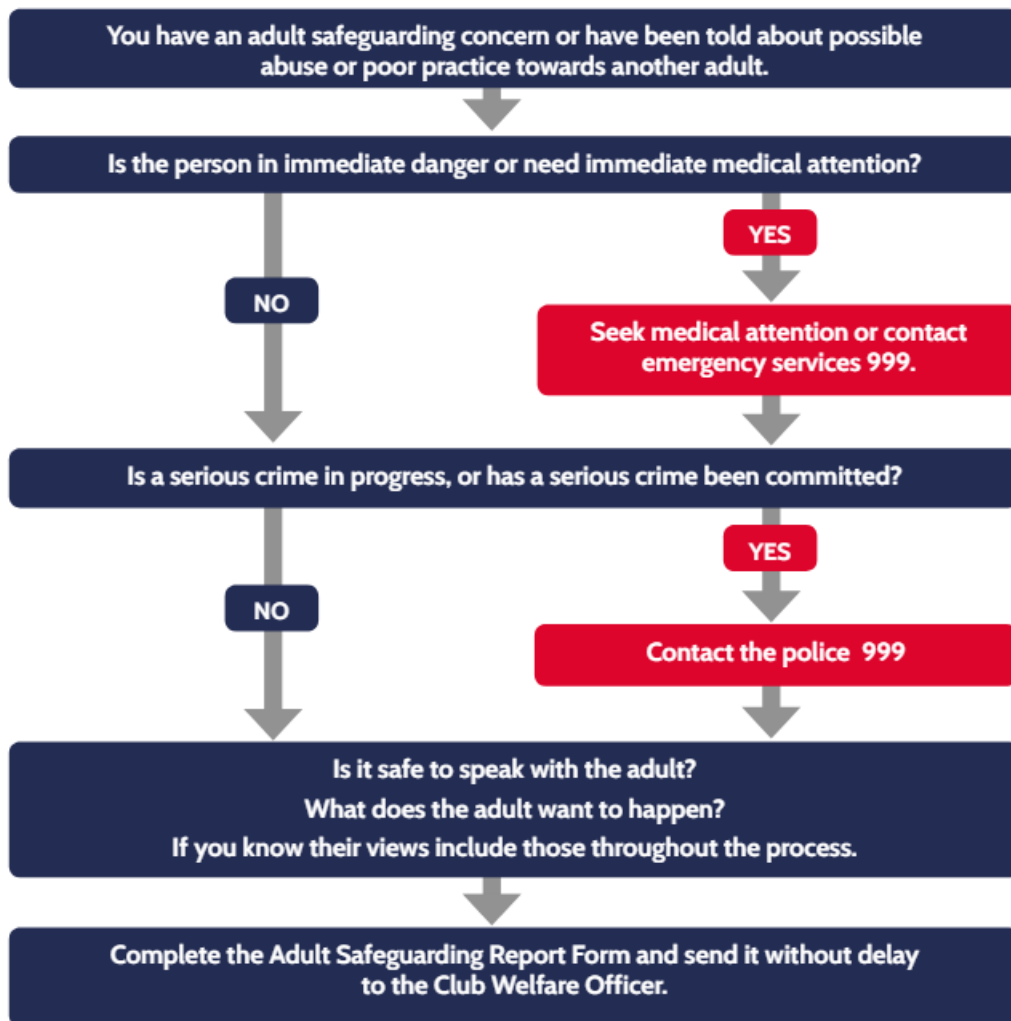 You have an adult safeguarding concern or have been told about possible
abuse or poor practice towards another adult.
Is the person in immediate danger or need immediate medical attention?
YES
NO
Seek medical attention or contact
emergency services 999.
Is a serious crime in progress, or has a serious crime been committed?
YES
NO
Contact the police 999
Is it safe to speak with the adult?
What does the adult want to happen?
If you know their views include those throughout the process.
Complete the Adult Safeguarding Report Form and send it without delay
to the Club Welfare Officer.